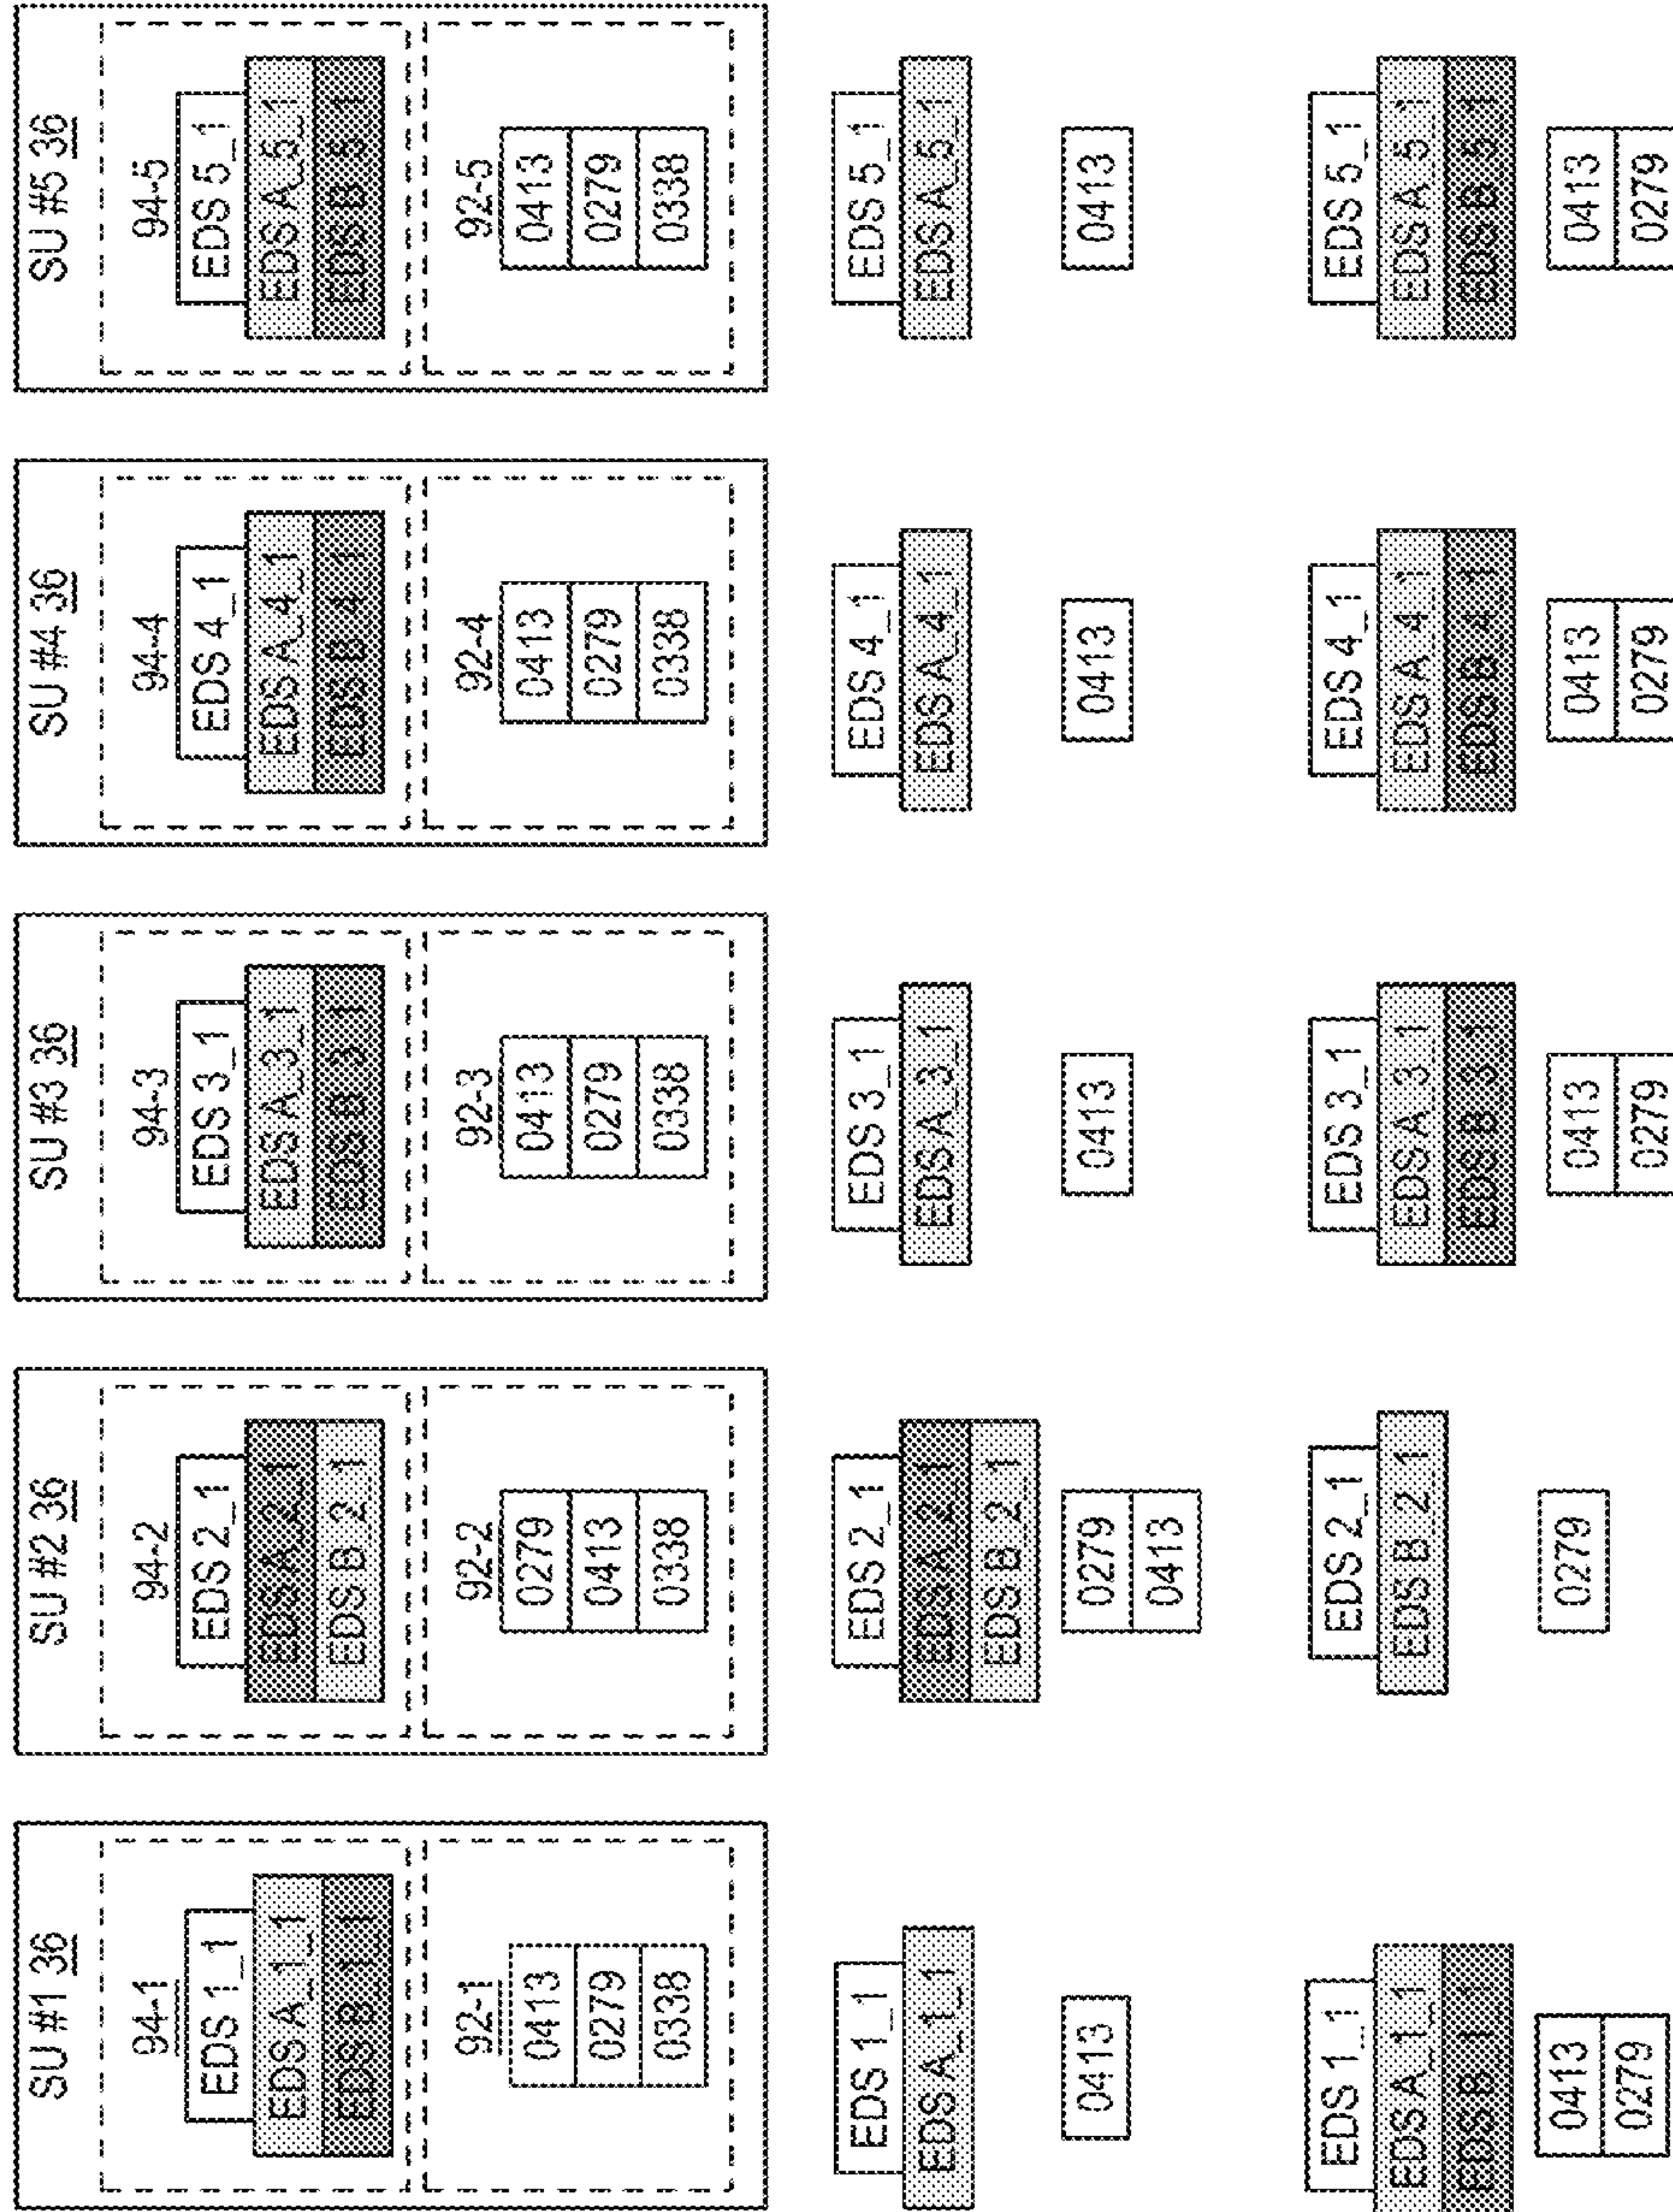 SU #1 36
94-1
EDS 1_1
EDS A_1_1
EDS B_1_1
92-1
0413
0279
0338
SU #2 36
94-2
EDS 2_1
EDS A_2_1
EDS B_2_1
92-2
0279
0413
0338
SU #3 36
94-3
EDS 3_1
EDS A_3_1
EDS B_3_1
92-3
0413
0279
0338
SU #4 36
94-4
EDS 4_1
EDS A_4_1
EDS B_4_1
92-4
0413
0279
0338
SU #5 36
94-5
EDS 5_1
EDS A_5_1
EDS B_5_1
92-5
0413
0279
0338
EDS 1_1
EDS A_1_1
0413
EDS 2_1
EDS A_2_1
EDS B_2_1
0279
0413
EDS 3_1
EDS A_3_1
0413
EDS 4_1
EDS A_4_1
0413
EDS 5_1
EDS A_5_1
0413
EDS 1_1
EDS A_1_1
EDS B_1_1
0413
0279
EDS 2_1
EDS B_2_1
0279
EDS 3_1
EDS A_3_1
EDS B_3_1
0413
0279
EDS 4_1
EDS A_4_1
EDS B_4_1
0413
0279
EDS 5_1
EDS A_5_1
EDS B_5_1
0413
0279